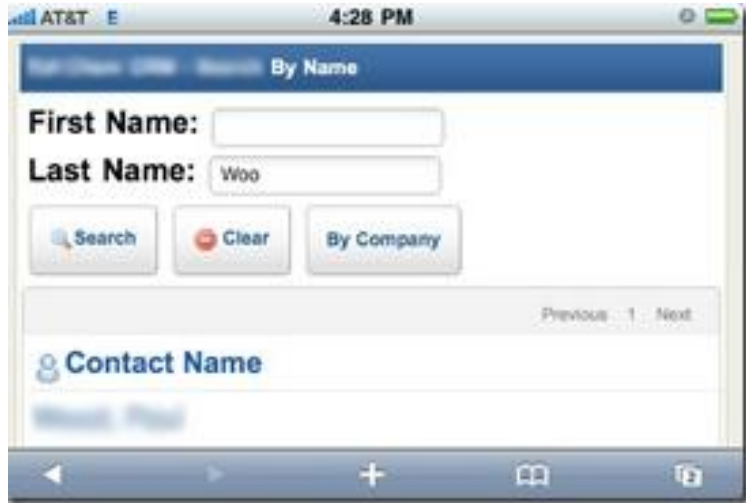 AT&T E 4:28 PM
By Name
First Name:
Last Name: Woo
Search Clear By Company
Previous 1 Next
Contact Name